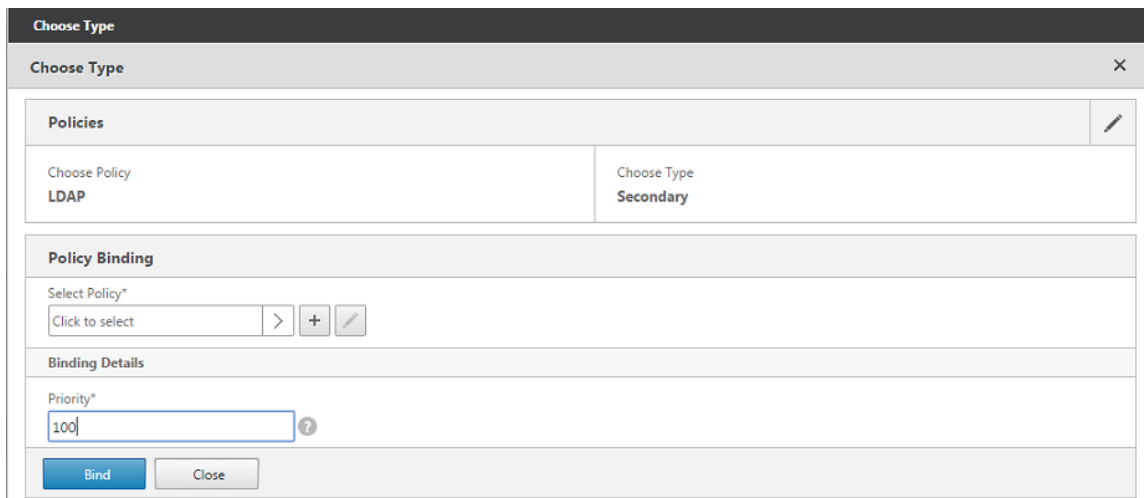 Choose Type
Choose Type
Policies
Choose Policy
LDAP
Choose Type
Secondary
Policy Binding
Select Policy*
Click to select
Binding Details
Priority*
100
Bind Close